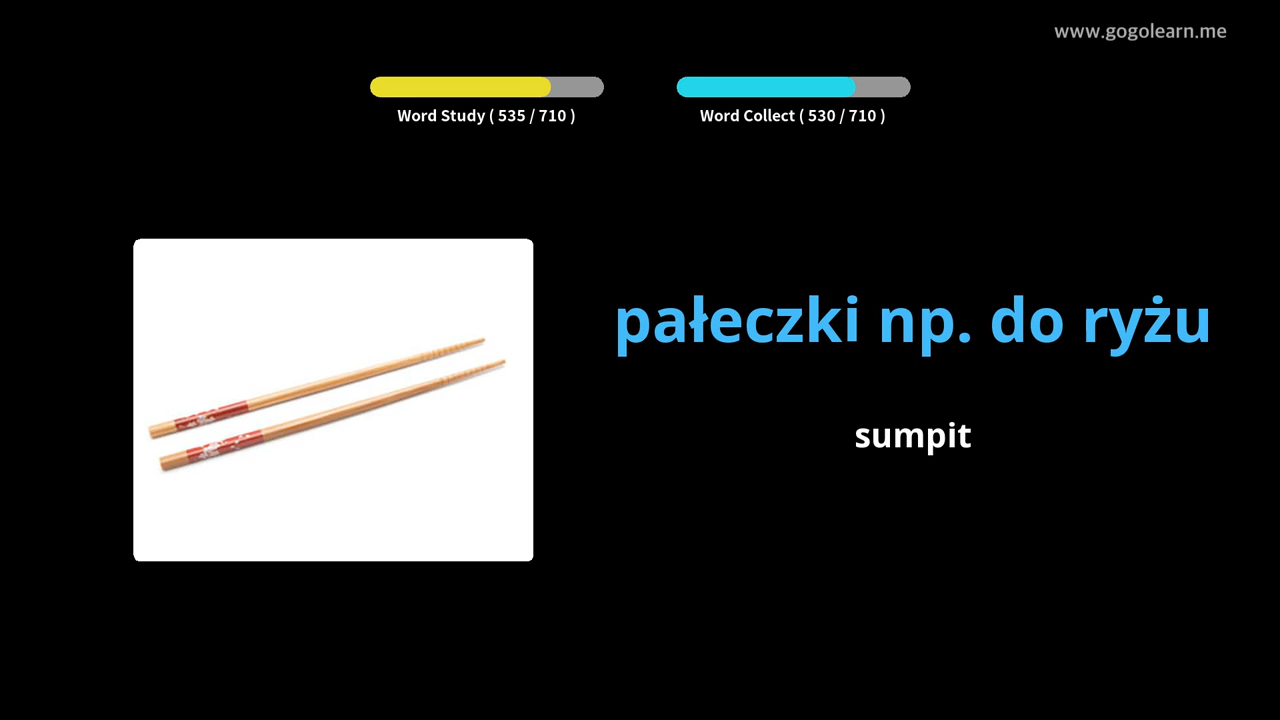 www.gogolearn.me
Word Study ( 535 / 710 )
Word Collect ( 530 / 710 )
pałeczki np. do ryżu
sumpit